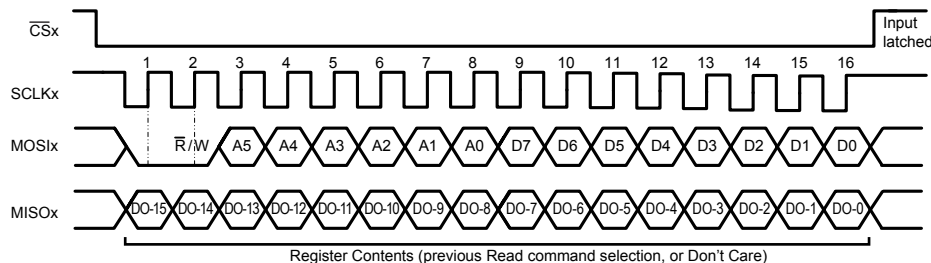 CSx
Input
latched
1 2 3 4 5 6 7 8 9 10 11 12 13 14 15 16
SCLKx
MOSIx R/W A5 A4 A3 A2 A1 A0 D7 D6 D5 D4 D3 D2 D1 D0
MISOx DO-15 DO-14 DO-13 DO-12 DO-11 DO-10 DO-9 DO-8 DO-7 DO-6 DO-5 DO-4 DO-3 DO-2 DO-1 DO-0
Register Contents (previous Read command selection, or Don’t Care)